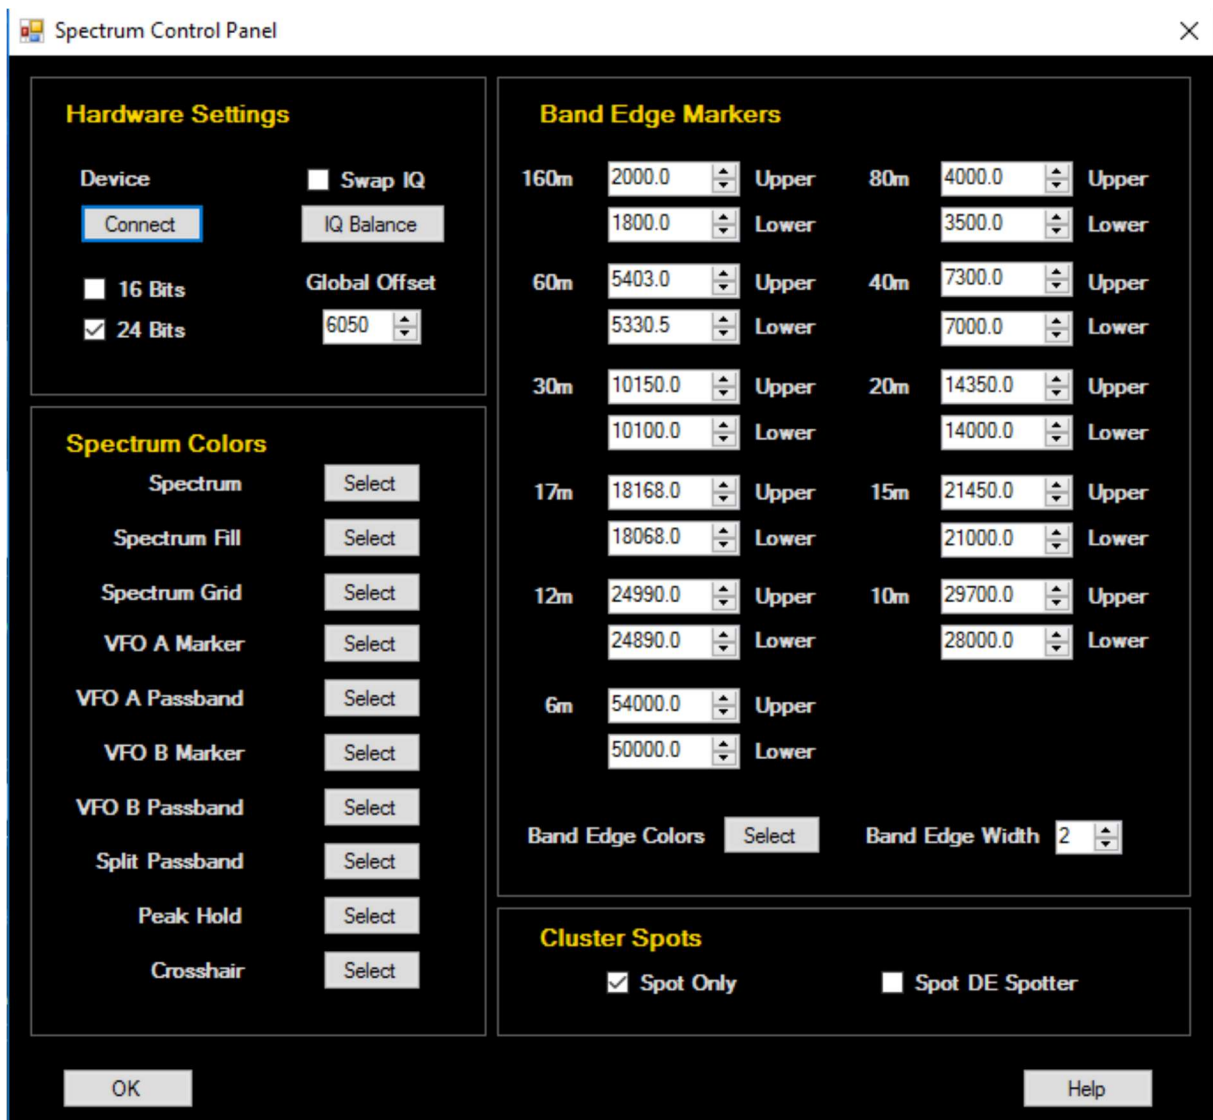 Spectrum Control Panel
Hardware Settings
Device
Swap IQ
Connect
IQ Balance
16 Bits
Global Offset
24 Bits
6050
Spectrum Colors
Spectrum Select
Spectrum Fill Select
Spectrum Grid Select
VFO A Marker Select
VFO A Passband Select
VFO B Marker Select
VFO B Passband Select
Split Passband Select
Peak Hold Select
Crosshair Select
Band Edge Markers
160m 2000.0 Upper 80m 4000.0 Upper
1800.0 Lower 3500.0 Lower
60m 5403.0 Upper 40m 7300.0 Upper
5330.5 Lower 7000.0 Lower
30m 10150.0 Upper 20m 14350.0 Upper
10100.0 Lower 14000.0 Lower
17m 18168.0 Upper 15m 21450.0 Upper
18068.0 Lower 21000.0 Lower
12m 24990.0 Upper 10m 29700.0 Upper
24890.0 Lower 28000.0 Lower
6m 54000.0 Upper
50000.0 Lower
Band Edge Colors Select Band Edge Width 2
Cluster Spots
Spot Only Spot DE Spotter
OK Help